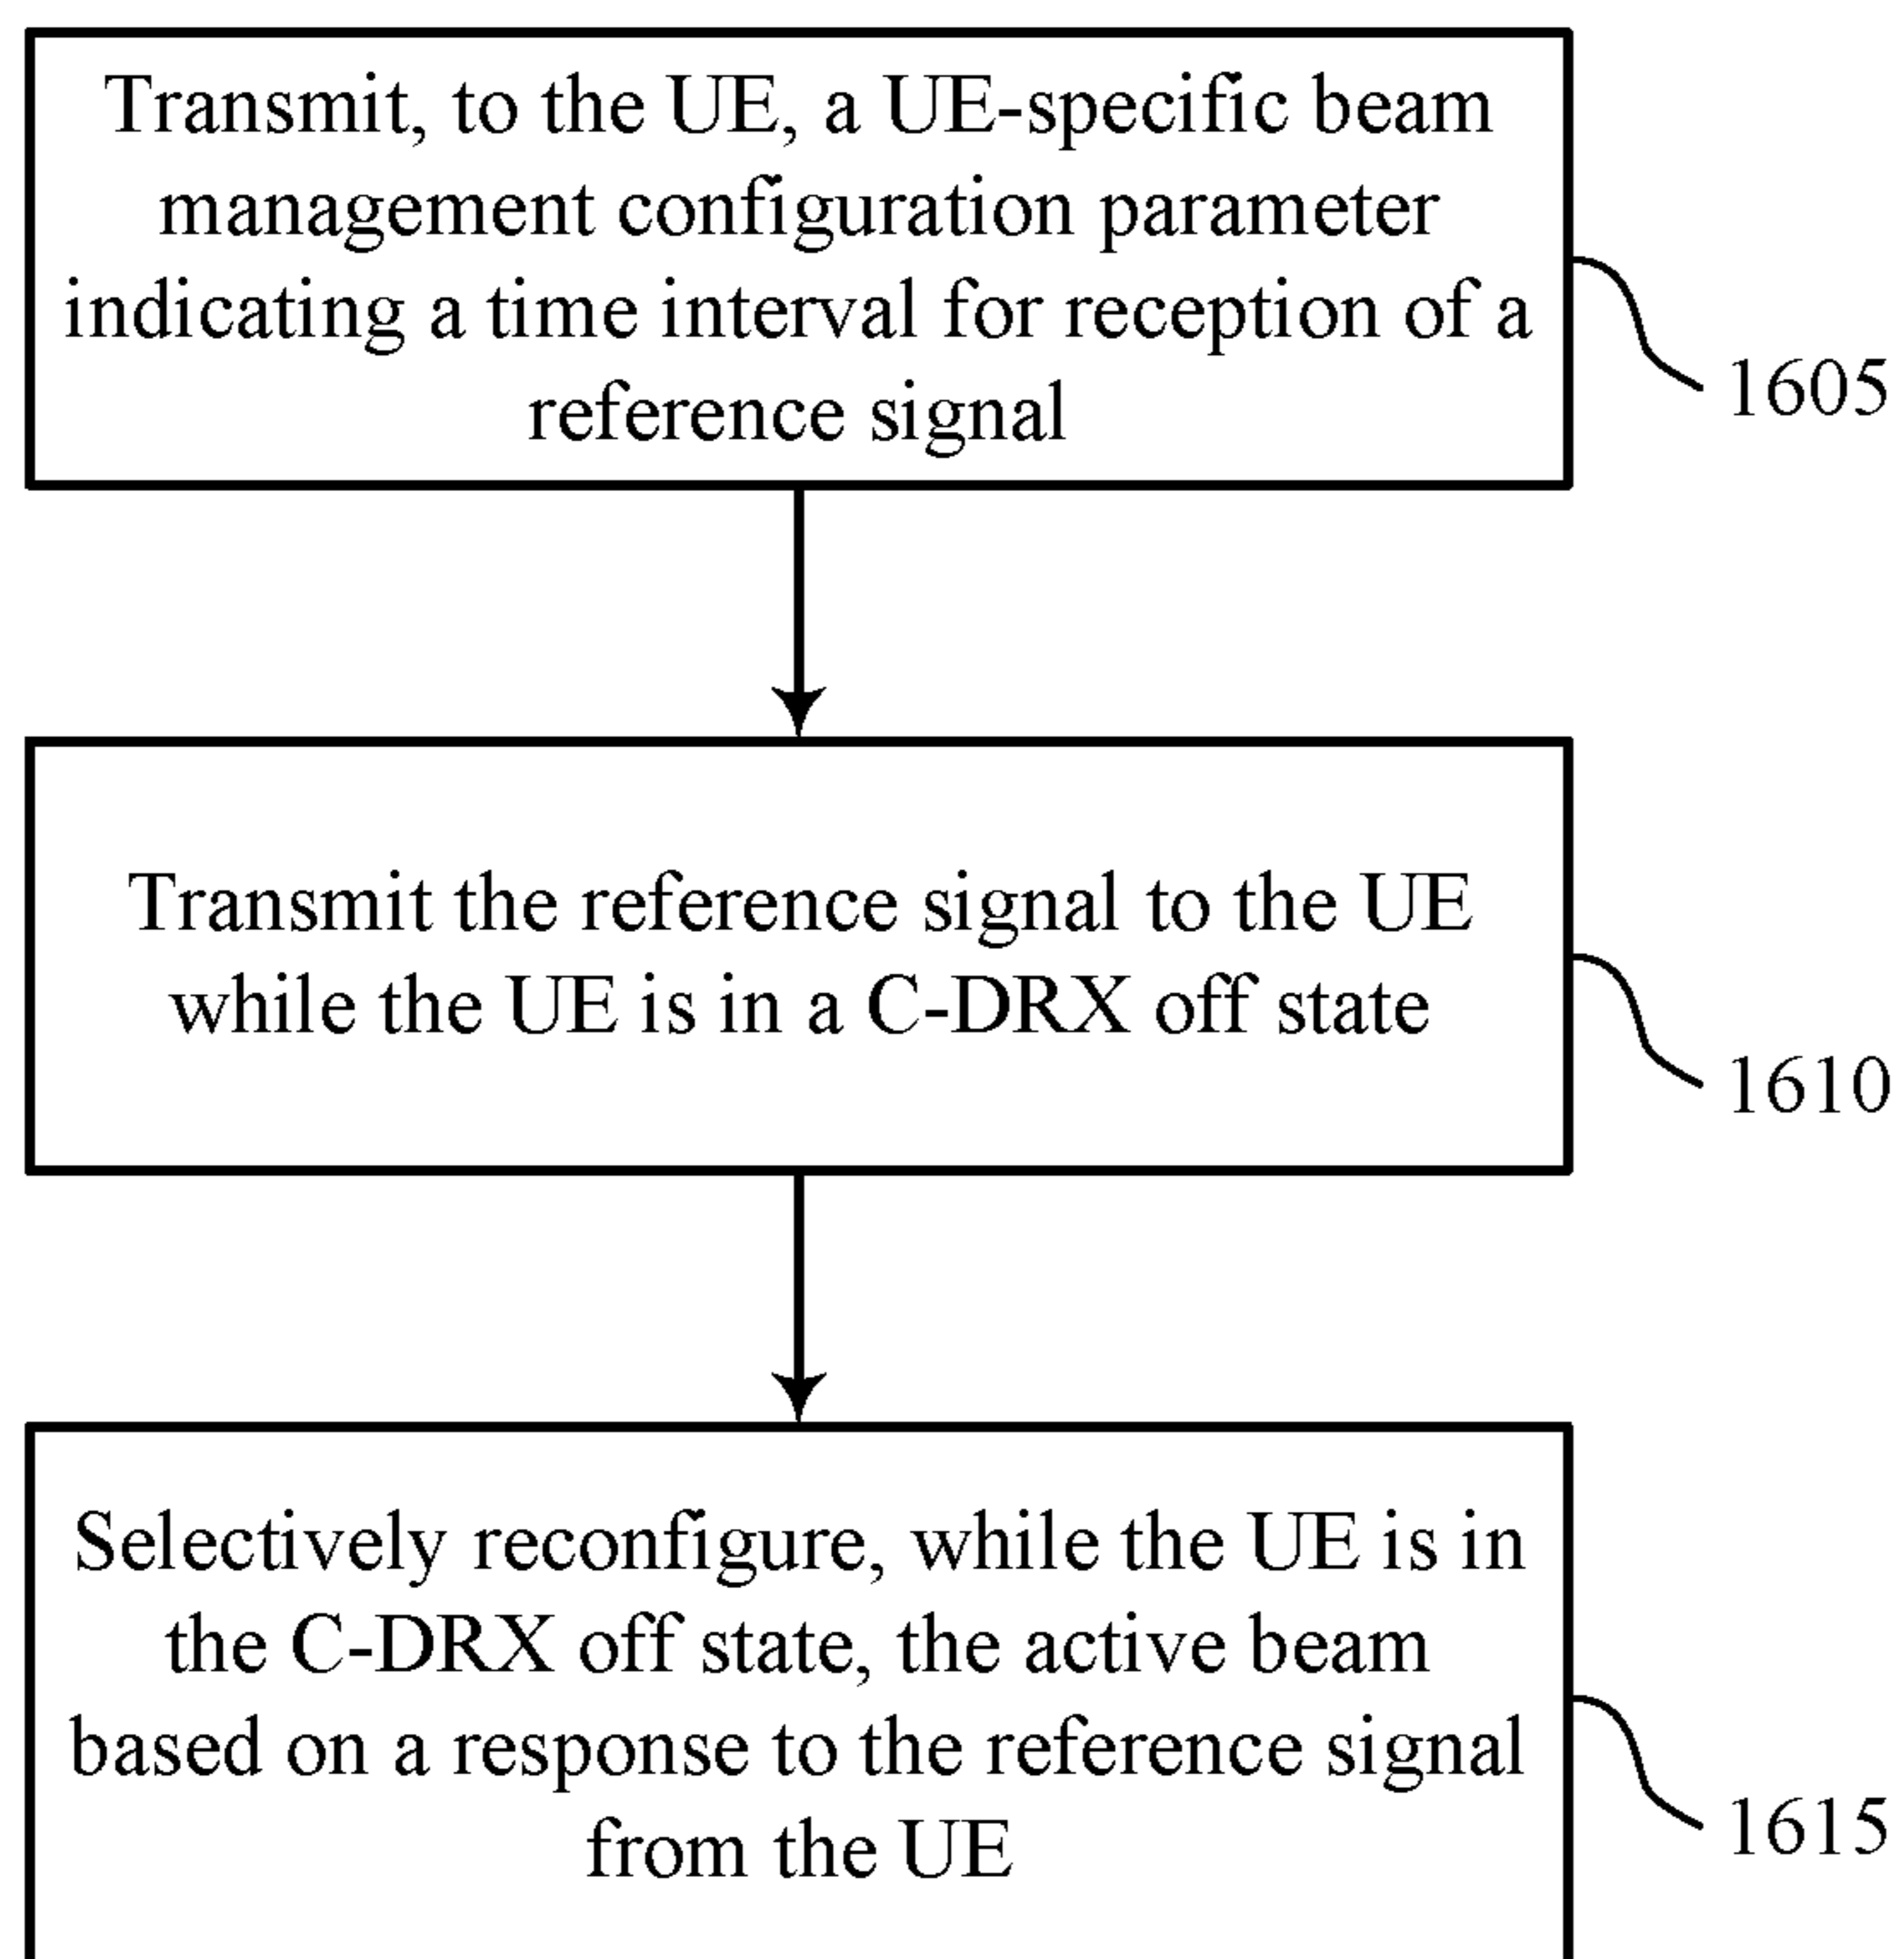 Transmit, to the UE, a UE-specific beam
management configuration parameter
indicating a time interval for reception of a
reference signal
1605
Transmit the reference signal to the UE
while the UE is in a C-DRX off state
1610
Selectively reconfigure, while the UE is in
the C-DRX off state, the active beam
based on a response to the reference signal
from the UE
1615